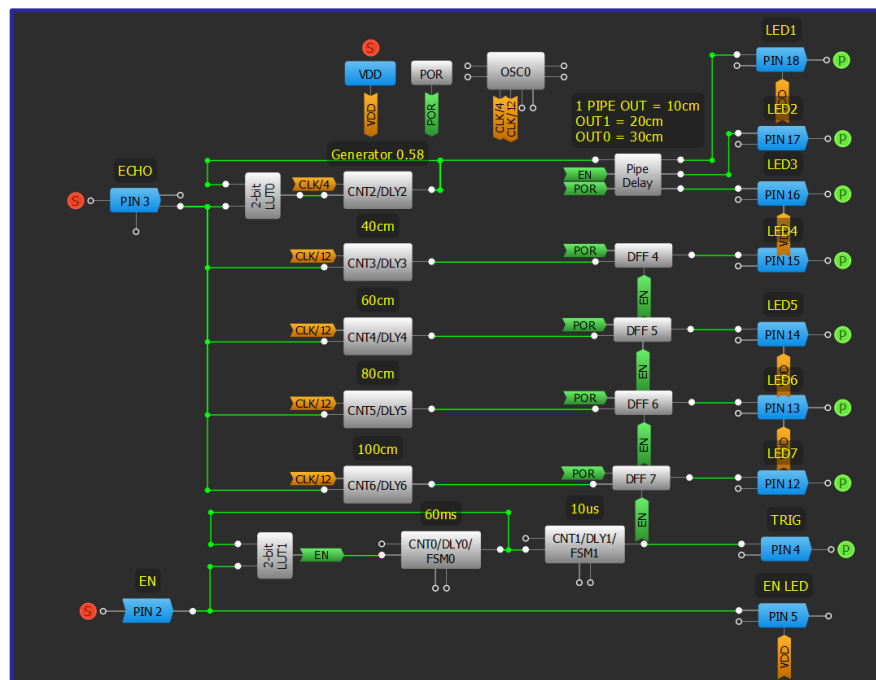 LED1
S
VDD
POR
OSC0
PIN 18
P
VDD
POR
CLK/4
CLK/12
1 PIPE OUT = 10cm
OUT1 = 20cm
OUT0 = 30cm
LED2
PIN 17
Generator 0.58
LED3
ECHO
2-bit
LUT0
CLK/4
CNT2/DLY2
EN
POR
Pipe
Delay
PIN 16
P
S
PIN 3
40cm
LED4
CLK/12
CNT3/DLY3
POR
DFF 4
PIN 15
P
60cm
EN
LED5
CLK/12
CNT4/DLY4
POR
DFF 5
PIN 14
P
80cm
EN
LED6
CLK/12
CNT5/DLY5
POR
DFF 6
PIN 13
P
100cm
EN
LED7
CLK/12
CNT6/DLY6
POR
DFF 7
PIN 12
P
60ms
10us
EN
TRIG
2-bit
LUT1
EN
CNT0/DLY0/
FSM0
CNT1/DLY1/
FSM1
PIN 4
P
EN
EN LED
S
PIN 2
PIN 5
VDD